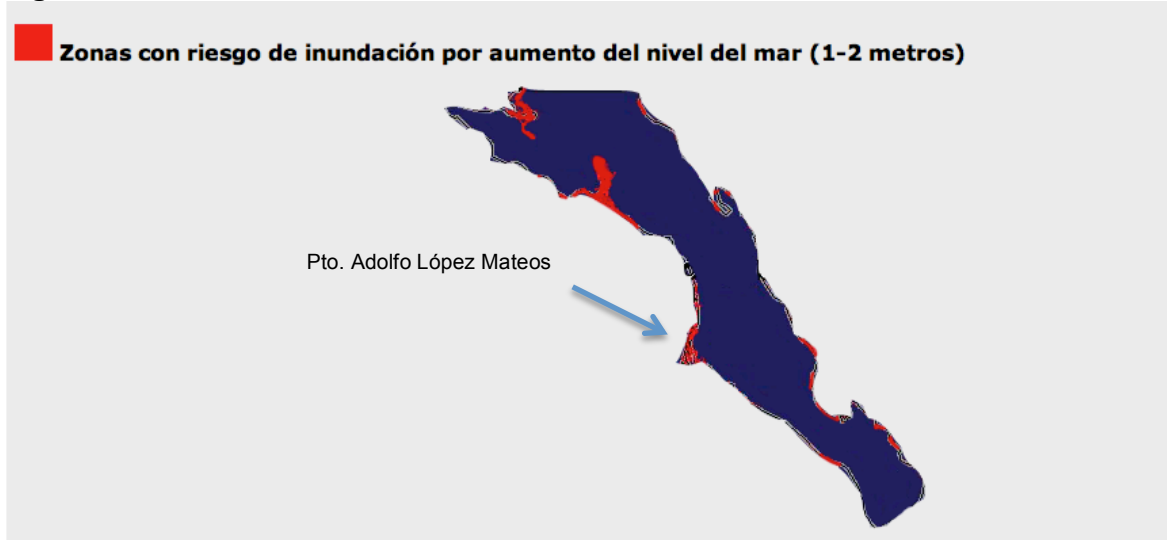 Zonas con riesgo de inundación por aumento del nivel del mar (1-2 metros)
Pto. Adolfo López Mateos